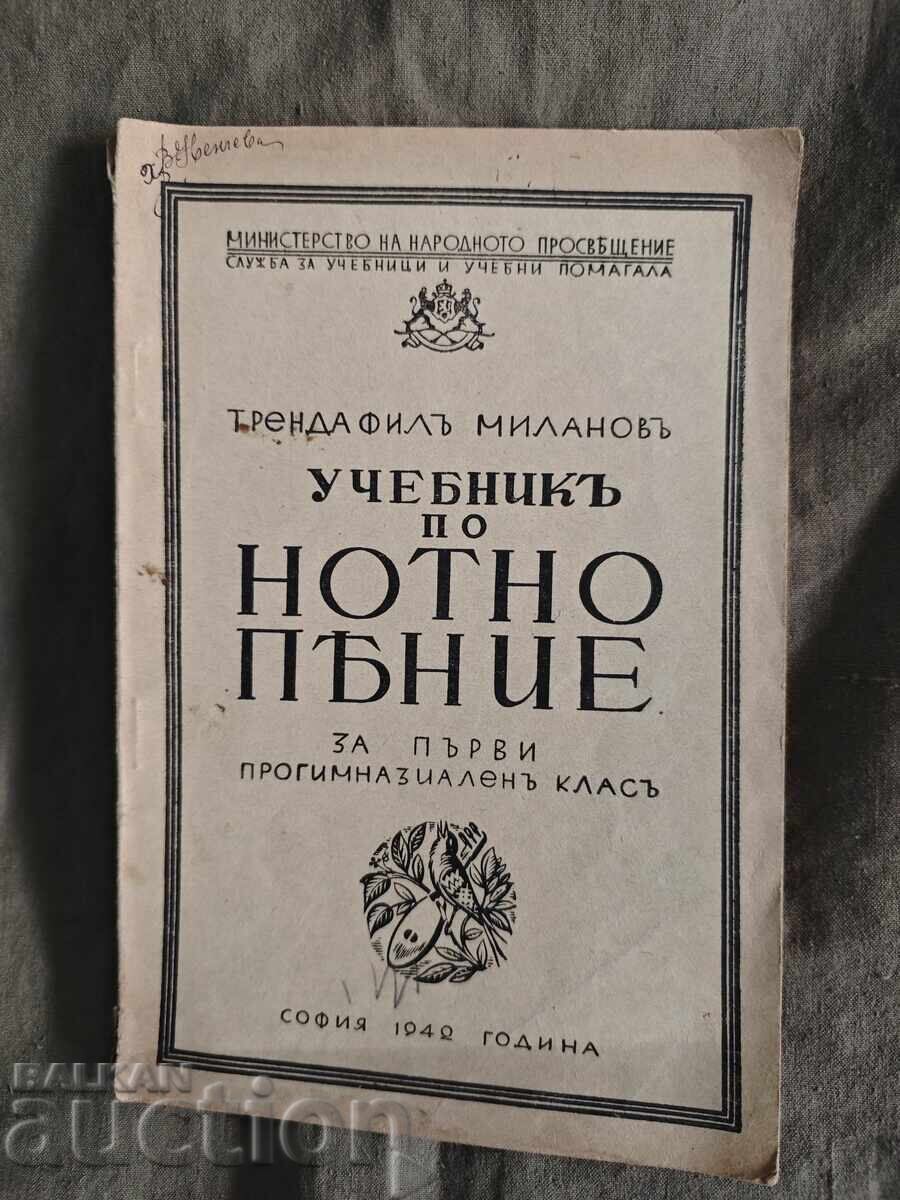 МИНИСТЕРСТВО НА НАРОДНОТО ПРОСВѢЩЕНИЕ
СЛУЖБА ЗА УЧЕБНИЦИ И УЧЕБНИ ПОМАГАЛА
ТРЕНДАФИЛЪ МИЛАНОВЪ
УЧЕБНИКЪ
ПО
НОТНО
ПѢНИЕ
ЗА ПЪРВИ
ПРОГИМНАЗИАЛЕНЪ КЛАСЪ
СОФИЯ 1942 ГОДИНА
BALKAN
auction